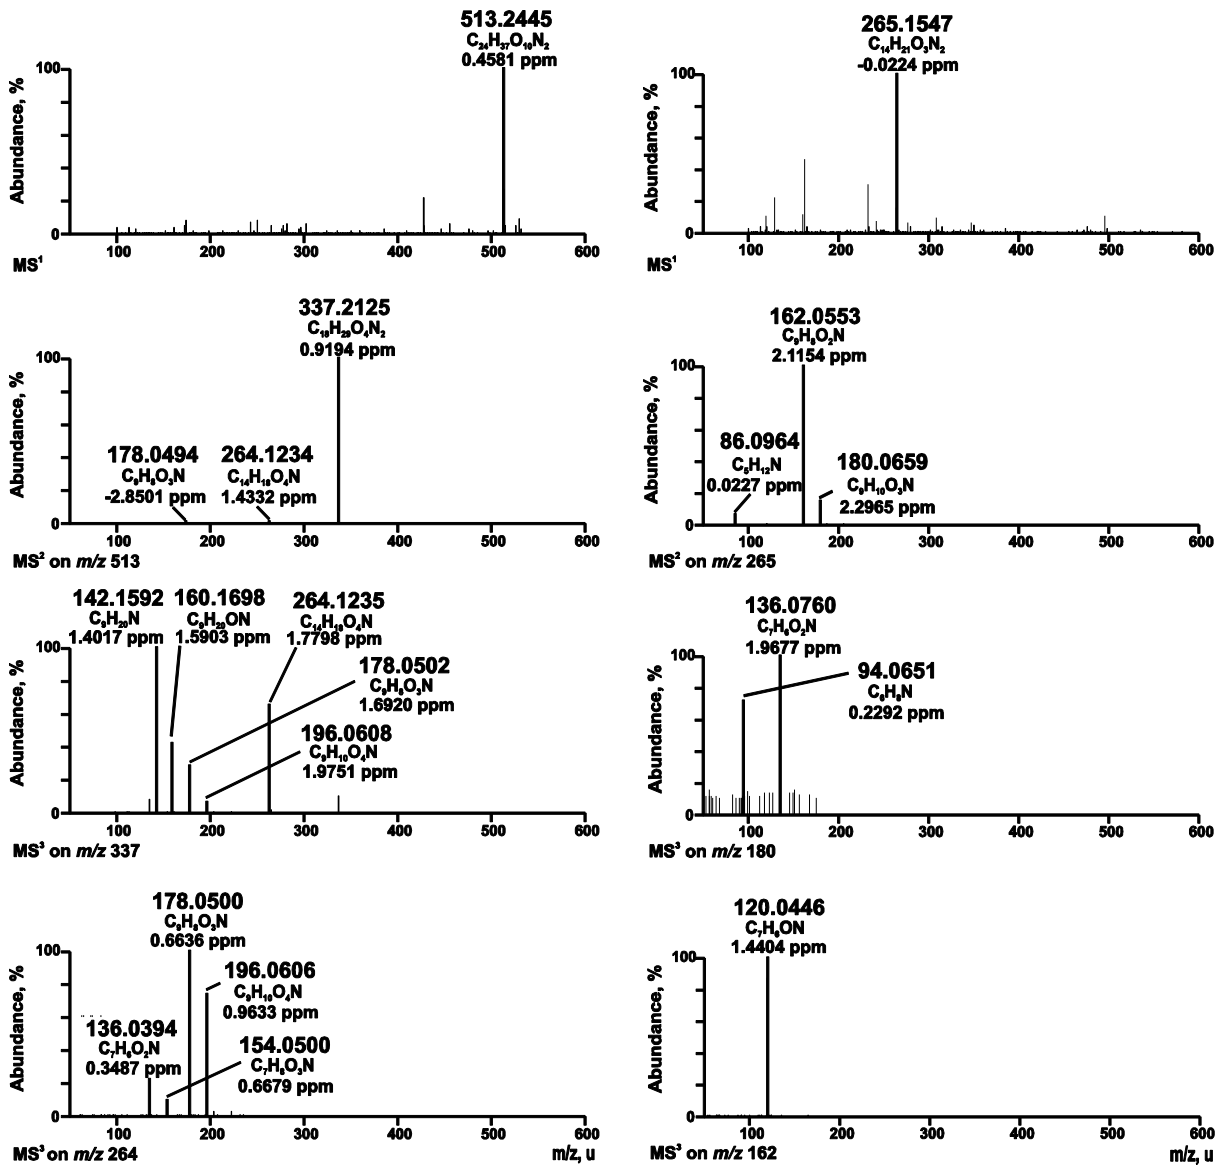 513.2445
C₂₄H₃₇O₁₀N₂
0.4581 ppm
Abundance, %
100
0
100
200
300
400
500
600
MS¹
265.1547
C₁₄H₂₁O₃N₂
-0.0224 ppm
Abundance, %
100
0
100
200
300
400
500
600
MS¹
337.2125
C₁₈H₂₉O₄N₂
0.9194 ppm
178.0494
C₉H₈O₃N
-2.8501 ppm
264.1234
C₁₄H₁₈O₄N
1.4332 ppm
Abundance, %
100
0
100
200
300
400
500
600
MS² on m/z 513
162.0553
C₉H₈O₂N
2.1154 ppm
86.0964
C₅H₁₂N
0.0227 ppm
180.0659
C₉H₁₀O₃N
2.2965 ppm
Abundance, %
100
0
100
200
300
400
500
600
MS² on m/z 265
142.1592
C₉H₂₀N
1.4017 ppm
160.1698
C₉H₂₂ON
1.5903 ppm
264.1235
C₁₄H₁₈O₄N
1.7798 ppm
178.0502
C₉H₈O₃N
1.6920 ppm
196.0608
C₉H₁₀O₄N
1.9751 ppm
Abundance, %
100
0
100
200
300
400
500
600
MS³ on m/z 337
136.0760
C₇H₆O₂N
1.9677 ppm
94.0651
C₆H₈N
0.2292 ppm
Abundance, %
100
0
100
200
300
400
500
600
MS³ on m/z 180
178.0500
C₉H₈O₃N
0.6636 ppm
196.0606
C₉H₁₀O₄N
0.9633 ppm
136.0394
C₇H₆O₂N
0.3487 ppm
154.0500
C₇H₈O₃N
0.6679 ppm
Abundance, %
100
0
100
200
300
400
500
600
MS³ on m/z 264
m/z, u
120.0446
C₇H₆ON
1.4404 ppm
Abundance, %
100
0
100
200
300
400
500
600
MS³ on m/z 162
m/z, u